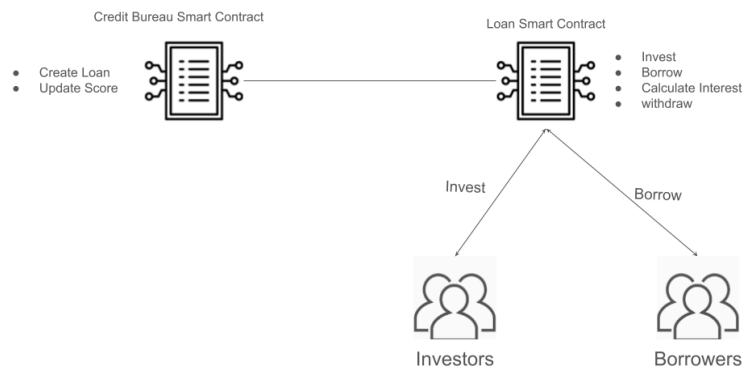 Credit Bureau Smart Contract
Loan Smart Contract
● Create Loan
● Update Score
● Invest
● Borrow
● Calculate Interest
● withdraw
Invest
Borrow
Investors
Borrowers